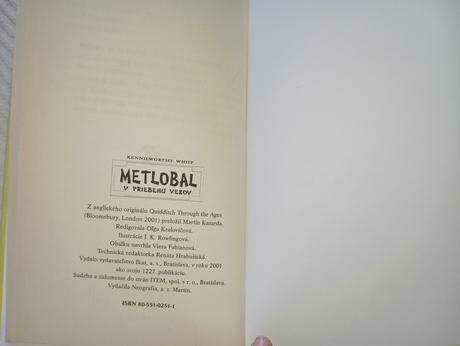 KENNILWORTHY WHISP
METLOBAL
V PRIEBEHU VEKOV
Z anglického originálu Quidditch Through the Ages
(Bloomsbury, London 2001) preložil Martin Kasarda.
Redigovala Oľga Kralovičová.
Ilustrácie J. K. Rowlingová.
Obálku navrhla Viera Fabianová.
Technická redaktorka Renáta Hrabušická.
Vydalo vydavateľstvo Ikar, a. s., Bratislava, v roku 2001
ako svoju 1227. publikáciu.
Sadzba a zalomenie do strán ITEM, spol. s r. o., Bratislava.
Vytlačila Neografia, a. s. Martin.
ISBN 80-551-0251-1